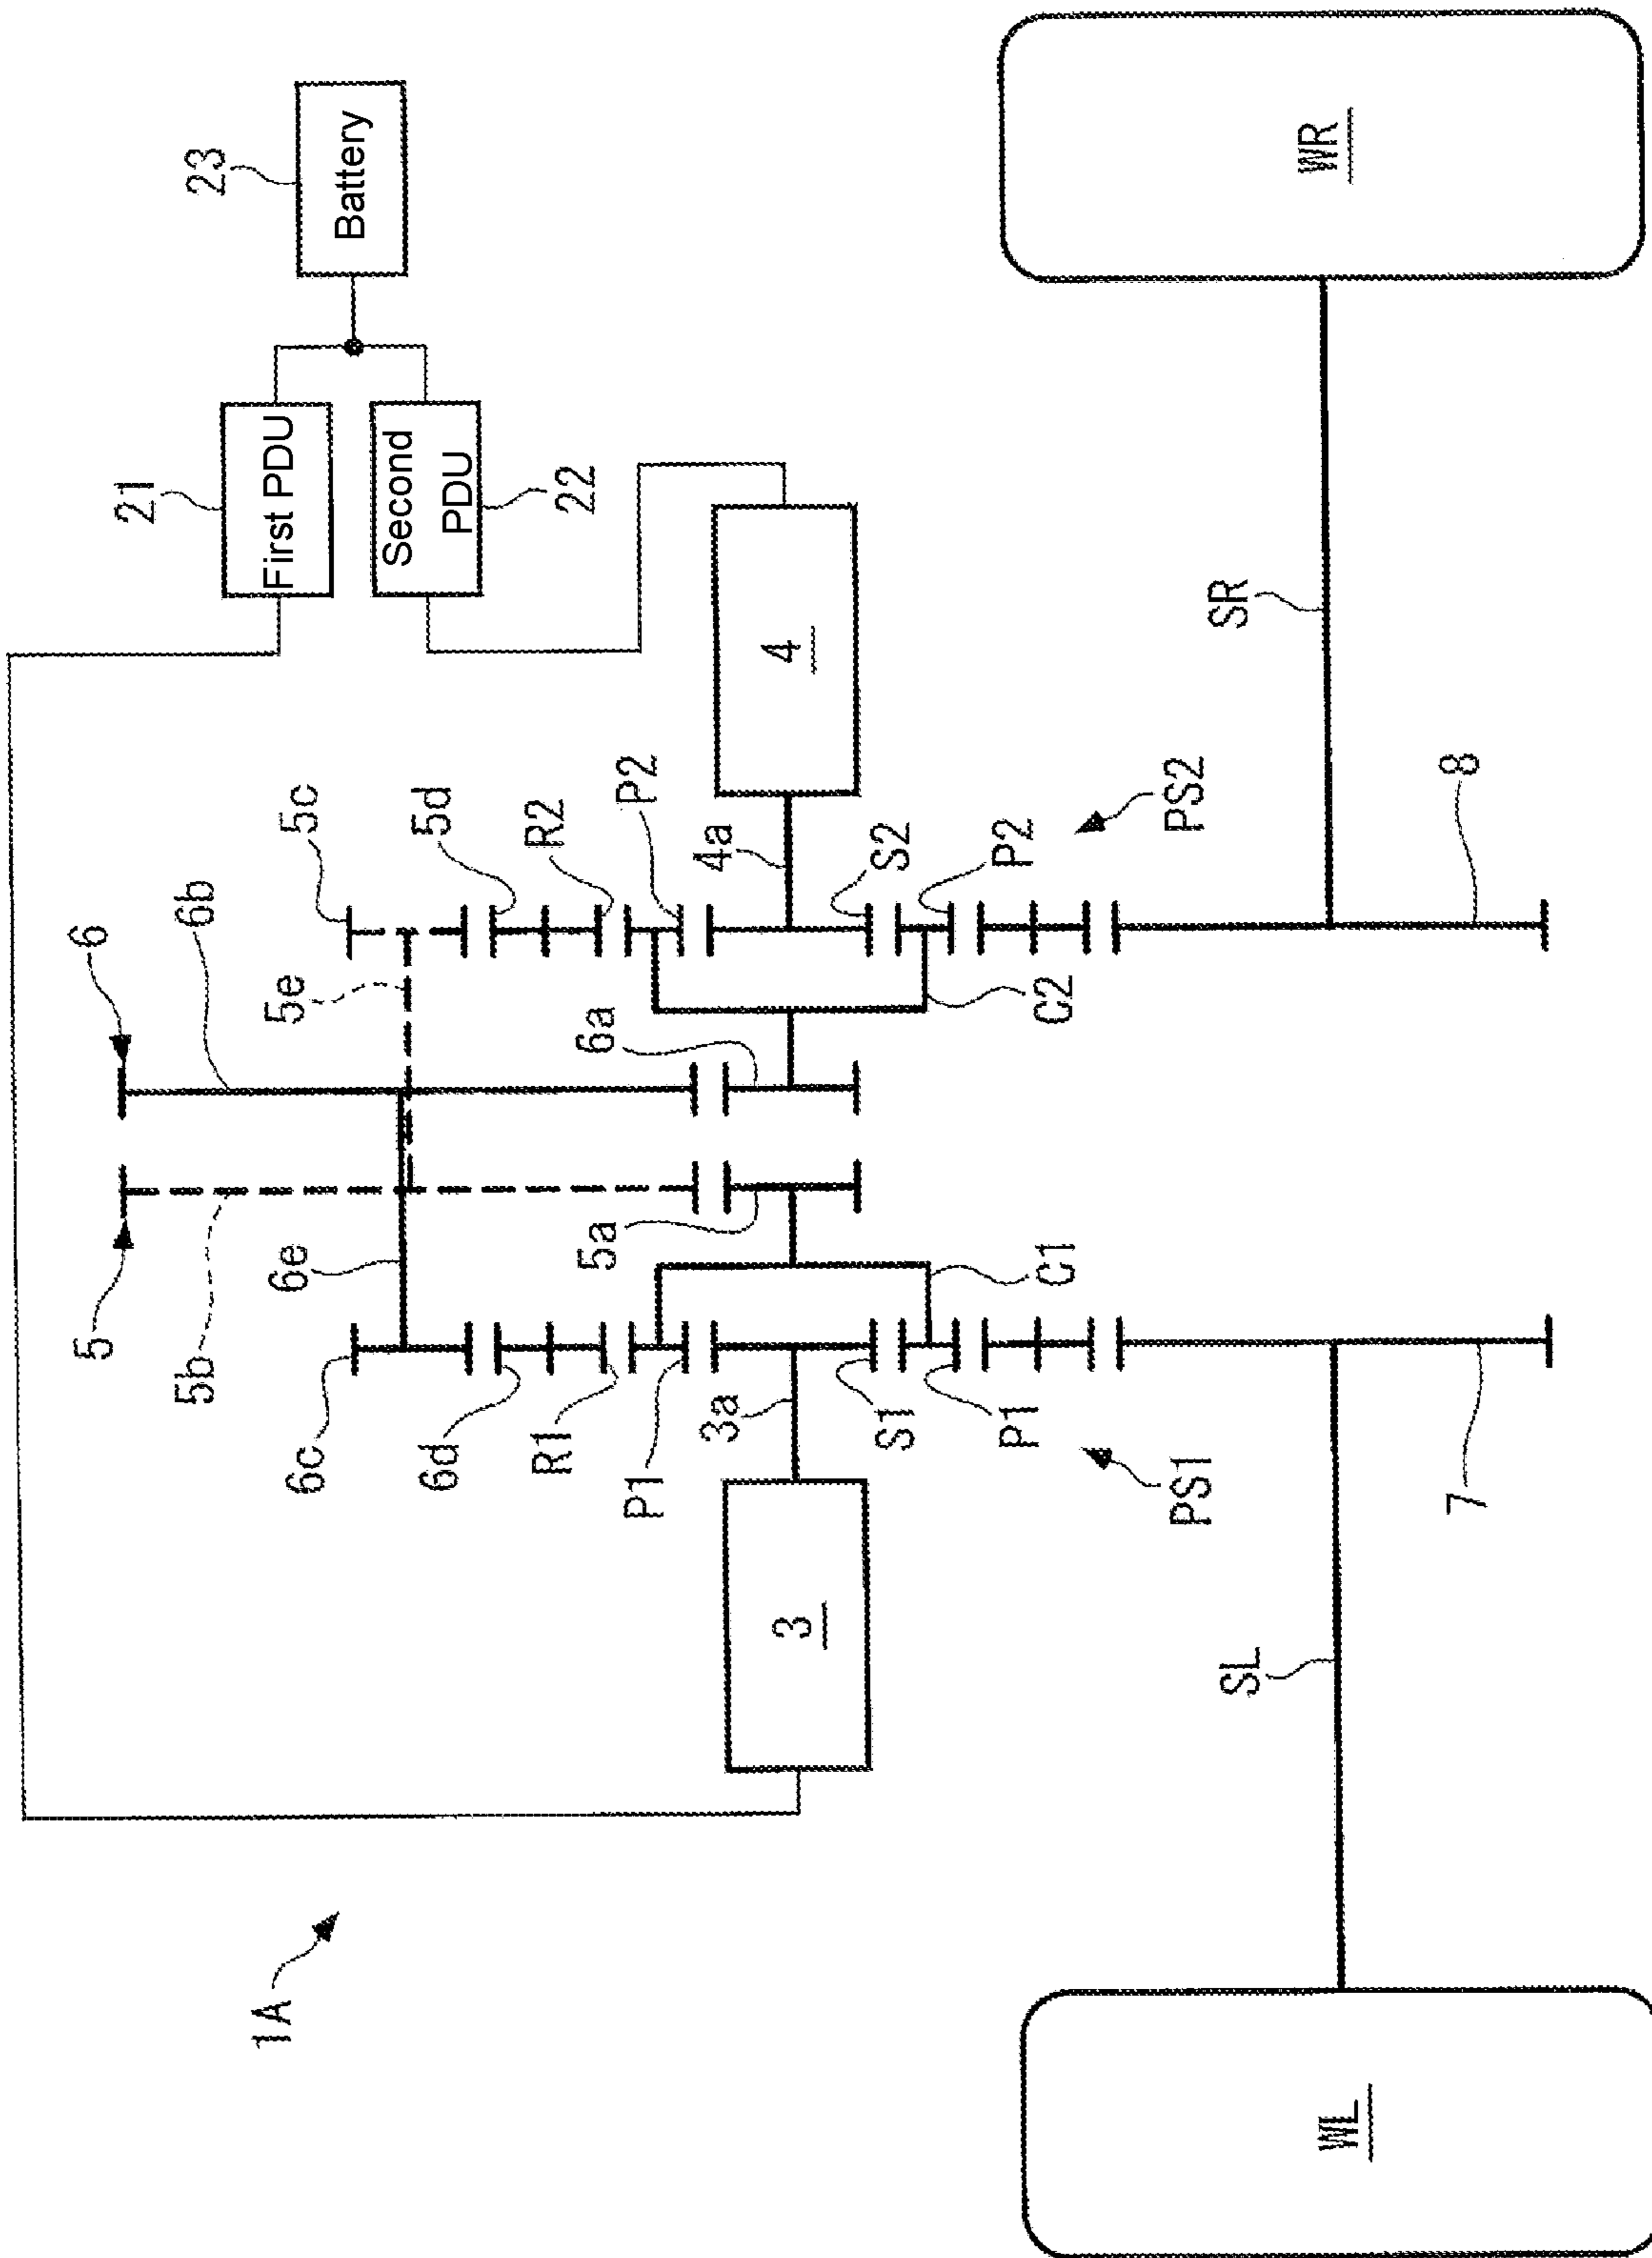 1A
23
Battery
21
First PDU
Second
PDU
22
5
6
5b
6b
5c
6e
5e
6c
5d
6d
R2
R1
P2
P1
5a
6a
3a
4a
3
4
S1
S2
P1
P2
C1
C2
PS1
PS2
SL
SR
7
8
WL
WR